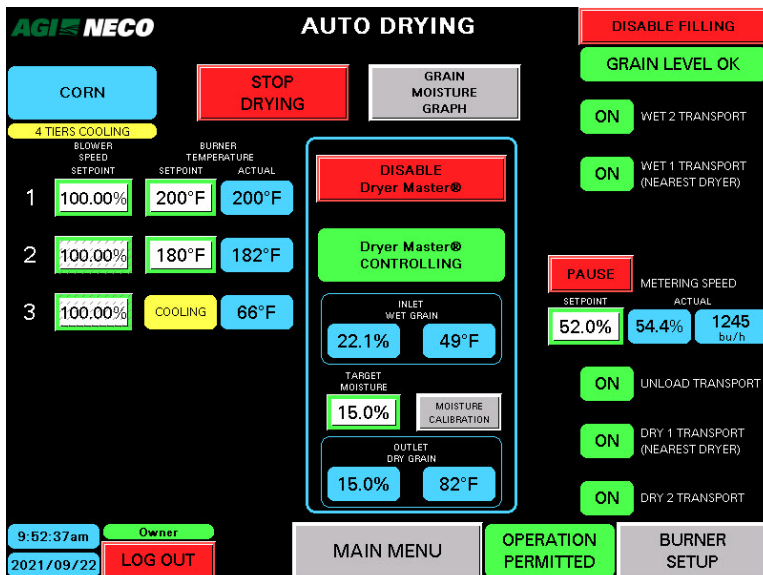 AGI NECO
AUTO DRYING
DISABLE FILLING
GRAIN LEVEL OK
CORN
STOP
DRYING
GRAIN
MOISTURE
GRAPH
4 TIERS COOLING
BLOWER
SPEED
SETPOINT
BURNER
TEMPERATURE
SETPOINT
ACTUAL
1
100.00%
200°F
200°F
2
100.00%
180°F
182°F
3
100.00%
COOLING
66°F
DISABLE
Dryer Master®
Dryer Master®
CONTROLLING
INLET
WET GRAIN
22.1%
49°F
TARGET
MOISTURE
15.0%
MOISTURE
CALIBRATION
OUTLET
DRY GRAIN
15.0%
82°F
ON
WET 2 TRANSPORT
ON
WET 1 TRANSPORT
(NEAREST DRYER)
PAUSE
METERING SPEED
SETPOINT
ACTUAL
52.0%
54.4%
1245
bu/h
ON
UNLOAD TRANSPORT
ON
DRY 1 TRANSPORT
(NEAREST DRYER)
ON
DRY 2 TRANSPORT
9:52:37am
2021/09/22
Owner
LOG OUT
MAIN MENU
OPERATION
PERMITTED
BURNER
SETUP